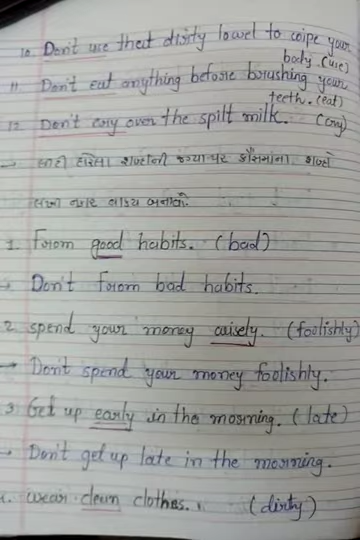 10. Don't use that dirity towel to wipe your
body. (use)
11. Don't eat anything before brushing your
teeth. (eat)
12. Don't cry over the spilt milk. (cry)
→ શબ્દોની જગ્યા પર કૌંસમાંના શબ્દો
નકાર વાક્ય બનાવો.
1. Form good habits. (bad)
→ Don't form bad habits.
2. spend your money wisely. (foolishly)
→ Don't spend your money foolishly.
3 Get up early in the morning. (late)
→ Don't get up late in the morning.
4. wear clean clothes. (dirty)